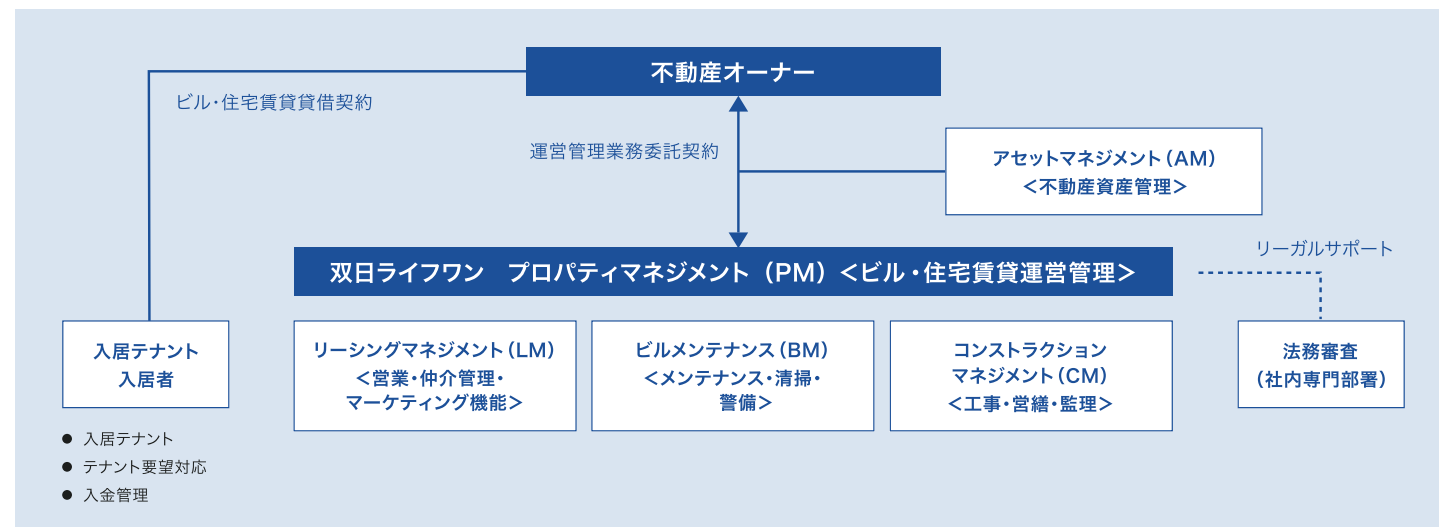 不動産オーナー
ビル・住宅賃貸貸借契約
運営管理業務委託契約
アセットマネジメント(AM)
<不動産資産管理>
リーガルサポート
双日ライフワン　プロパティマネジメント（PM）<ビル・住宅賃貸運営管理>
入居テナント
入居者
リーシングマネジメント(LM)
<営業・仲介管理・
マーケティング機能>
ビルメンテナンス(BM)
<メンテナンス・清掃・
警備>
コンストラクション
マネジメント(CM)
<工事・営繕・監理>
法務審査
(社内専門部署)
● 入居テナント
● テナント要望対応
● 入金管理